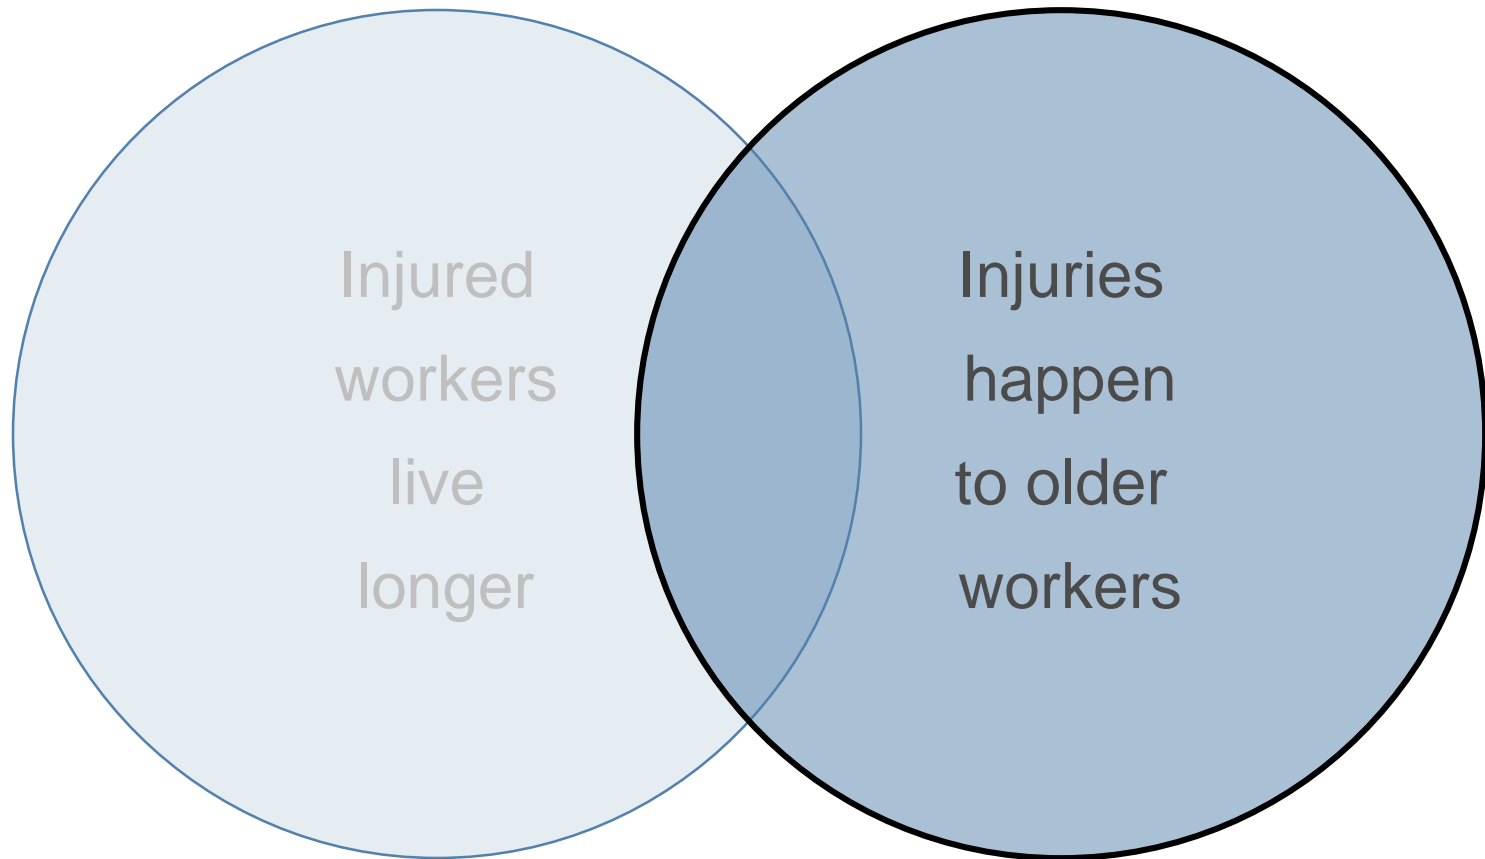 Injured
workers
live
longer
Injuries
happen
to older
workers